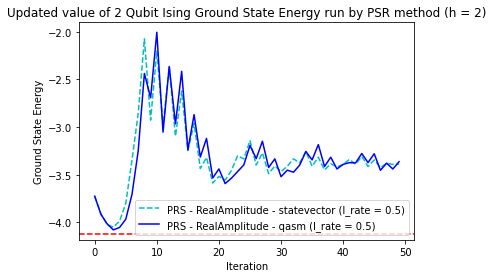 Updated value of 2 Qubit Ising Ground State Energy run by PSR method (h = 2)
−2.0
−2.5
−3.0
−3.5
−4.0
Ground State Energy
PRS - RealAmplitude - statevector (l_rate = 0.5)
PRS - RealAmplitude - qasm (l_rate = 0.5)
0 10 20 30 40 50
Iteration